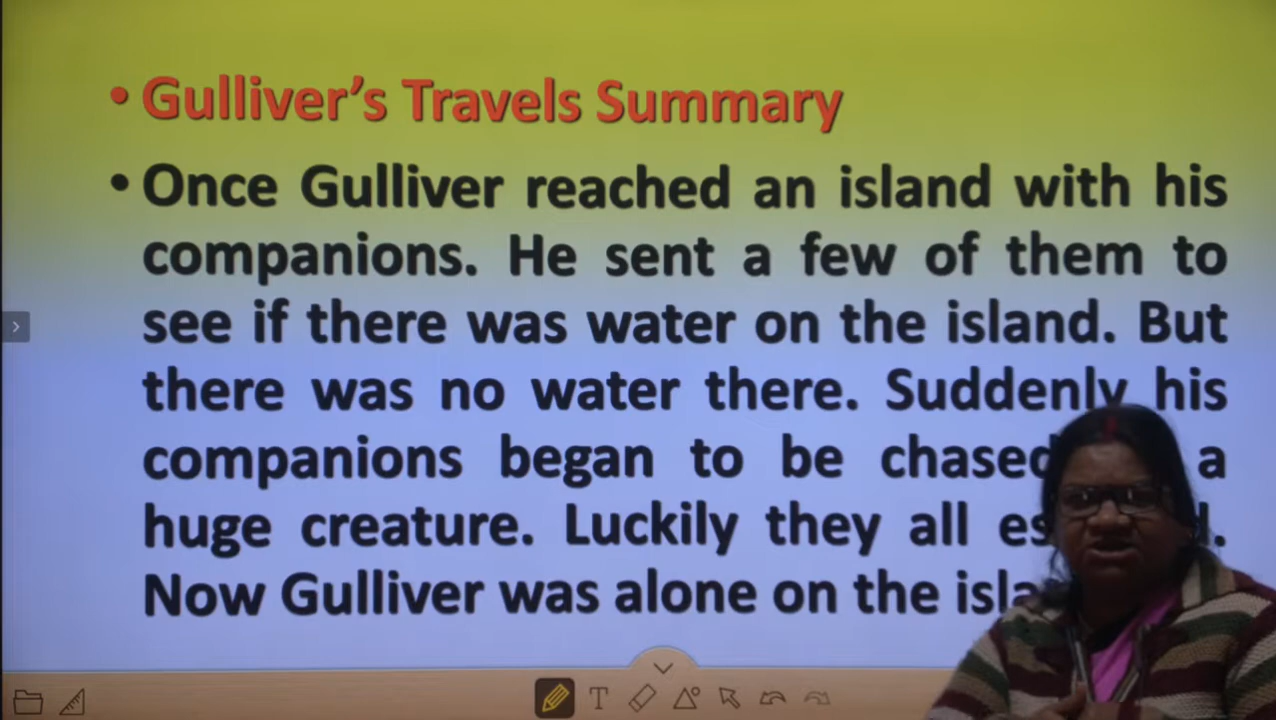 • Gulliver's Travels Summary
• Once Gulliver reached an island with his
companions. He sent a few of them to
see if there was water on the island. But
there was no water there. Suddenly his
companions began to be chased a
huge creature. Luckily they all
Now Gulliver was alone on the
T